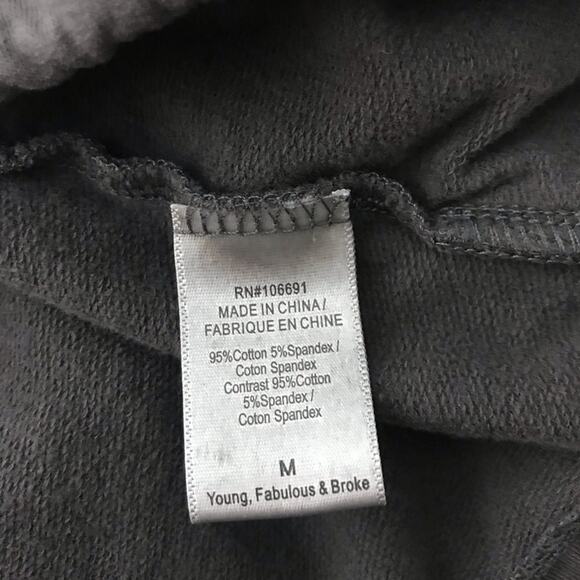 RN#106691
MADE IN CHINA/
FABRIQUE EN CHINE
95%Cotton 5%Spandex/
Coton Spandex
Contrast 95%Cotton
5%Spandex/
Coton Spandex
M
Young, Fabulous & Broke